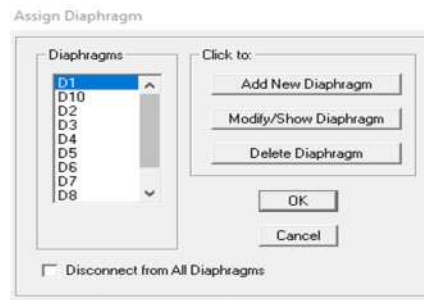 Assign Diaphragm
Diaphragms
D1
D10
D2
D3
D4
D5
D6
D7
D8
Click to:
Add New Diaphragm
Modify/Show Diaphragm
Delete Diaphragm
OK
Cancel
Disconnect from All Diaphragms